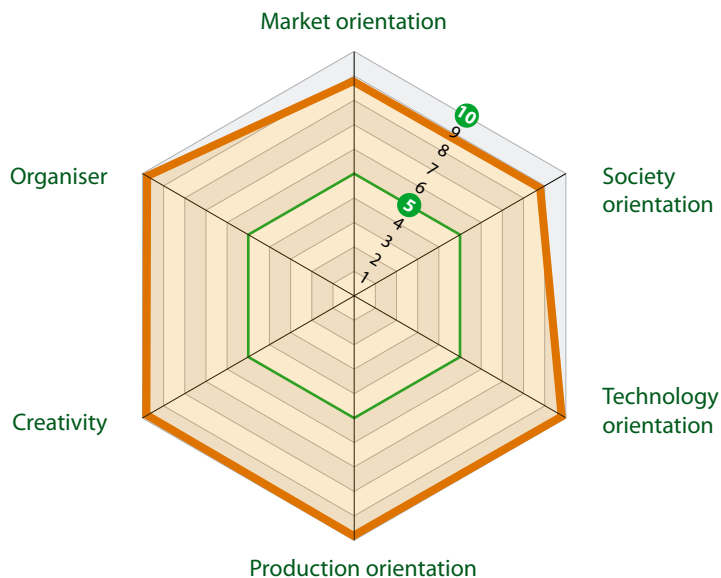 Market orientation
10
9
8
7
6
5
4
3
2
1
Organiser
Society
orientation
Creativity
Technology
orientation
Production orientation